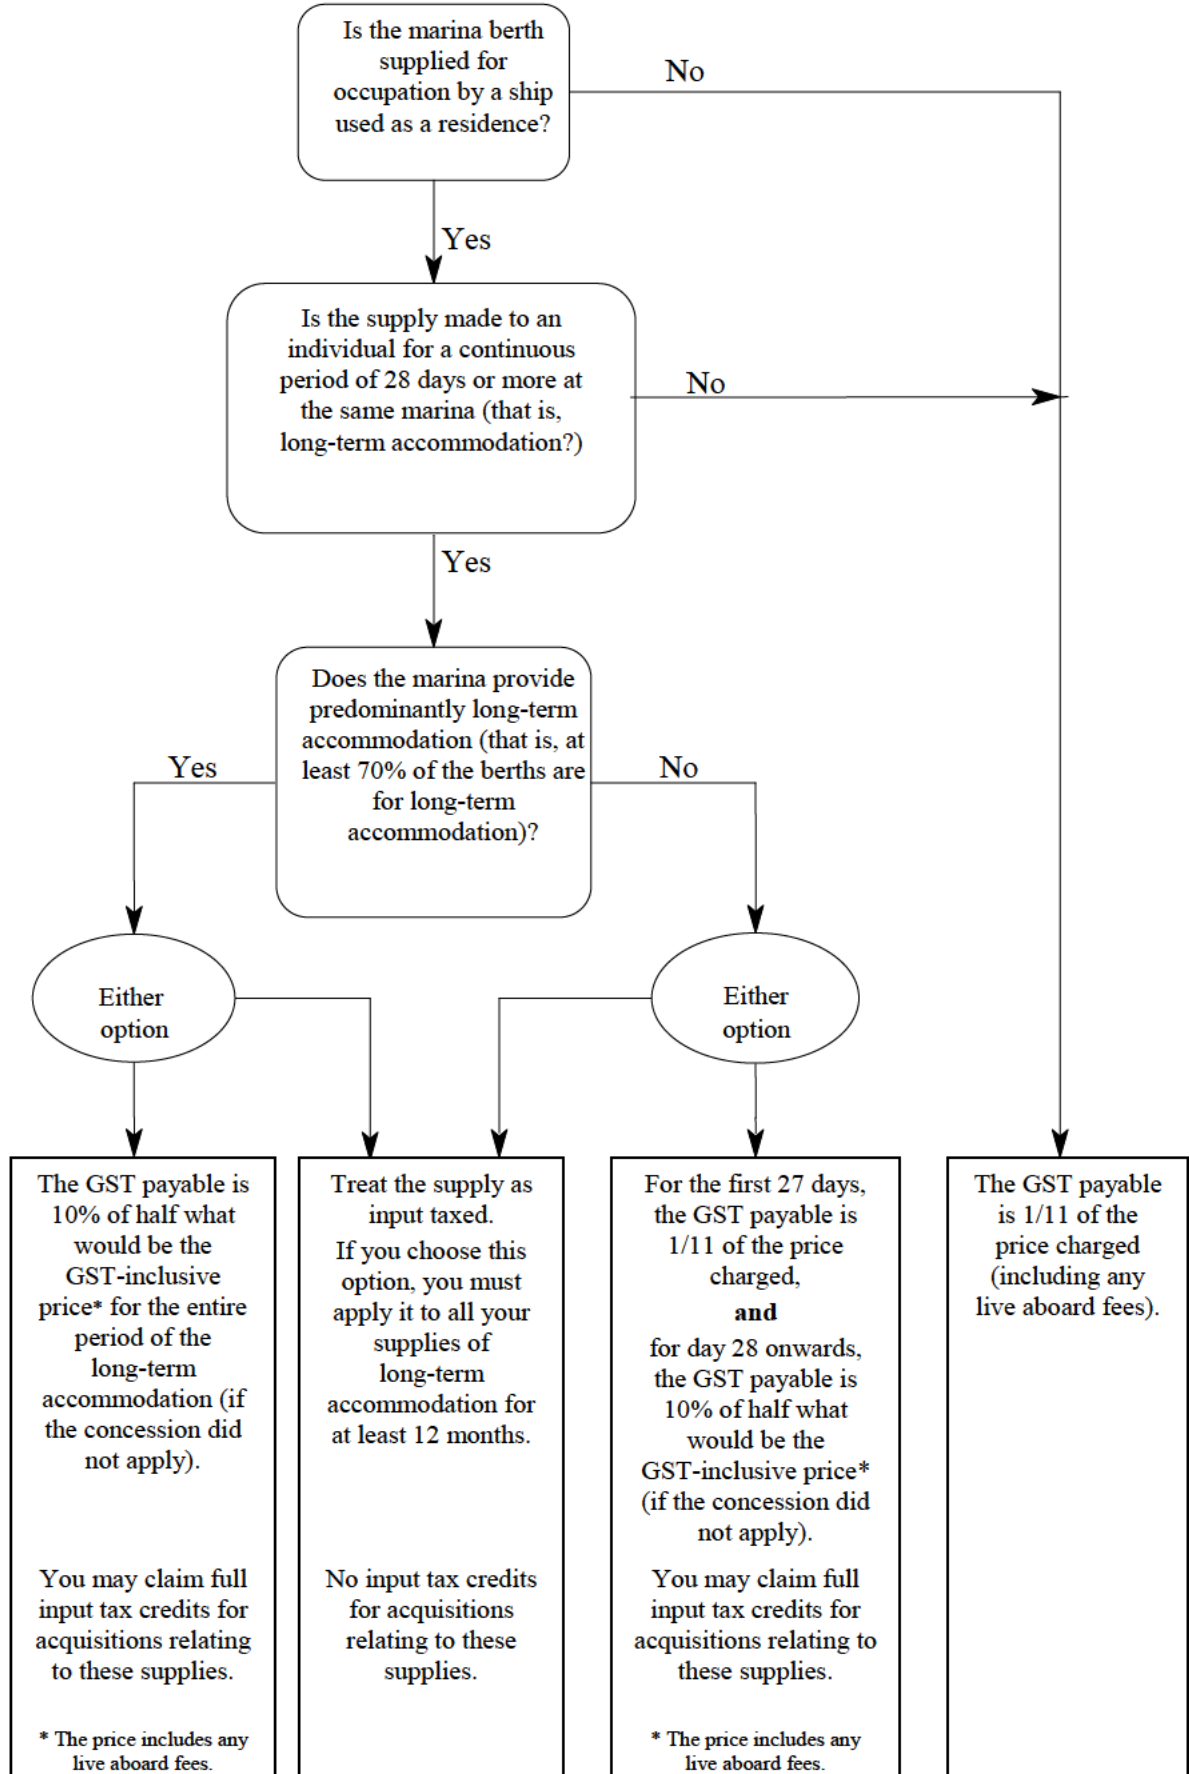 Is the marina berth
supplied for
occupation by a ship
used as a residence?
No
Yes
Is the supply made to an
individual for a continuous
period of 28 days or more at
the same marina (that is,
long-term accommodation?)
No
Yes
Does the marina provide
predominantly long-term
accommodation (that is, at
least 70% of the berths are
for long-term
accommodation)?
Yes
No
Either
option
Either
option
The GST payable is
10% of half what
would be the
GST-inclusive
price* for the entire
period of the
long-term
accommodation (if
the concession did
not apply).
You may claim full
input tax credits for
acquisitions relating
to these supplies.
* The price includes any
live aboard fees.
Treat the supply as
input taxed.
If you choose this
option, you must
apply it to all your
supplies of
long-term
accommodation for
at least 12 months.
No input tax credits
for acquisitions
relating to these
supplies.
For the first 27 days,
the GST payable is
1/11 of the price
charged,
and
for day 28 onwards,
the GST payable is
10% of half what
would be the
GST-inclusive price*
(if the concession did
not apply).
You may claim full
input tax credits for
acquisitions relating to
these supplies.
* The price includes any
live aboard fees.
The GST payable
is 1/11 of the
price charged
(including any
live aboard fees).